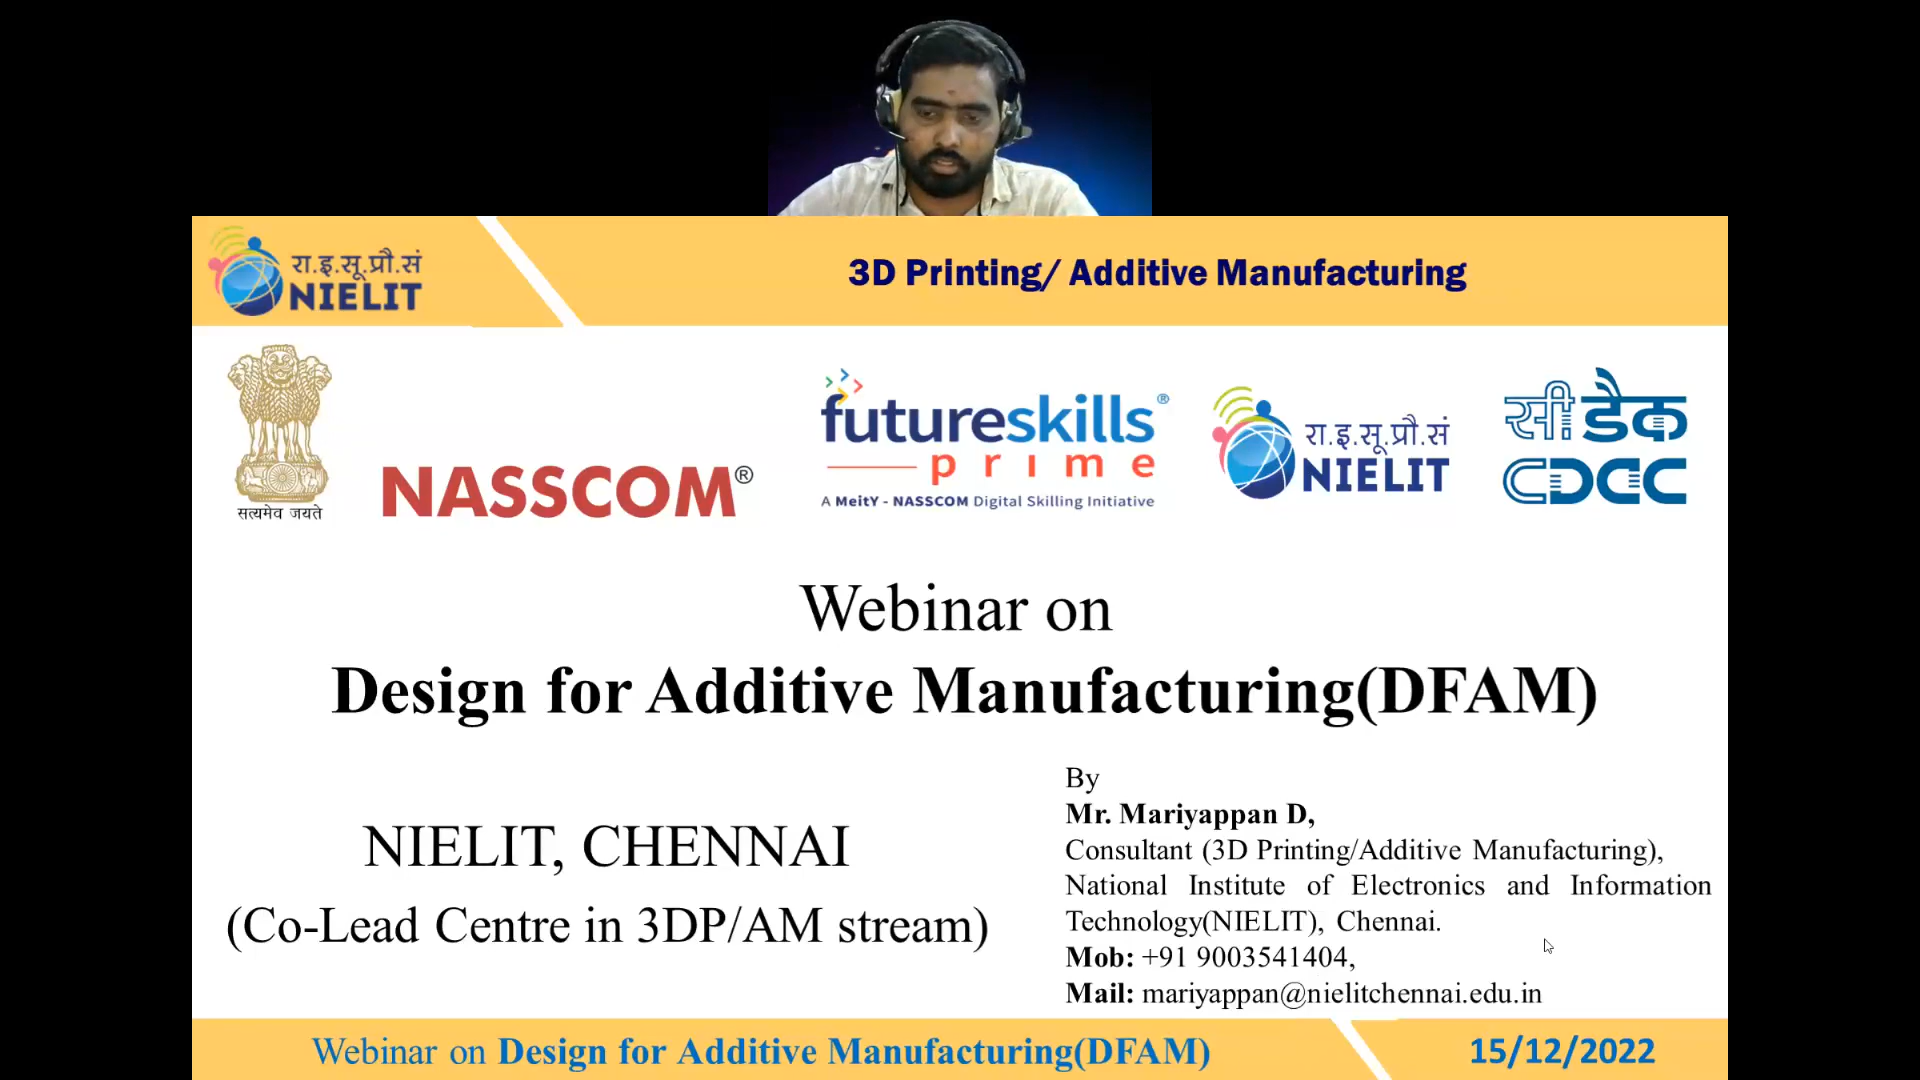 रा.इ.सू.प्रौ.सं
NIELIT
3D Printing/ Additive Manufacturing
सत्यमेव जयते
NASSCOM®
futureskills®
prime
A MeitY - NASSCOM Digital Skilling Initiative
रा.इ.सू.प्रौ.सं
NIELIT
सी डैक
CDAC
Webinar on
Design for Additive Manufacturing(DFAM)
NIELIT, CHENNAI
(Co-Lead Centre in 3DP/AM stream)
By
Mr. Mariyappan D,
Consultant (3D Printing/Additive Manufacturing),
National Institute of Electronics and Information
Technology(NIELIT), Chennai.
Mob: +91 9003541404,
Mail: mariyappan@nielitchennai.edu.in
Webinar on Design for Additive Manufacturing(DFAM)
15/12/2022